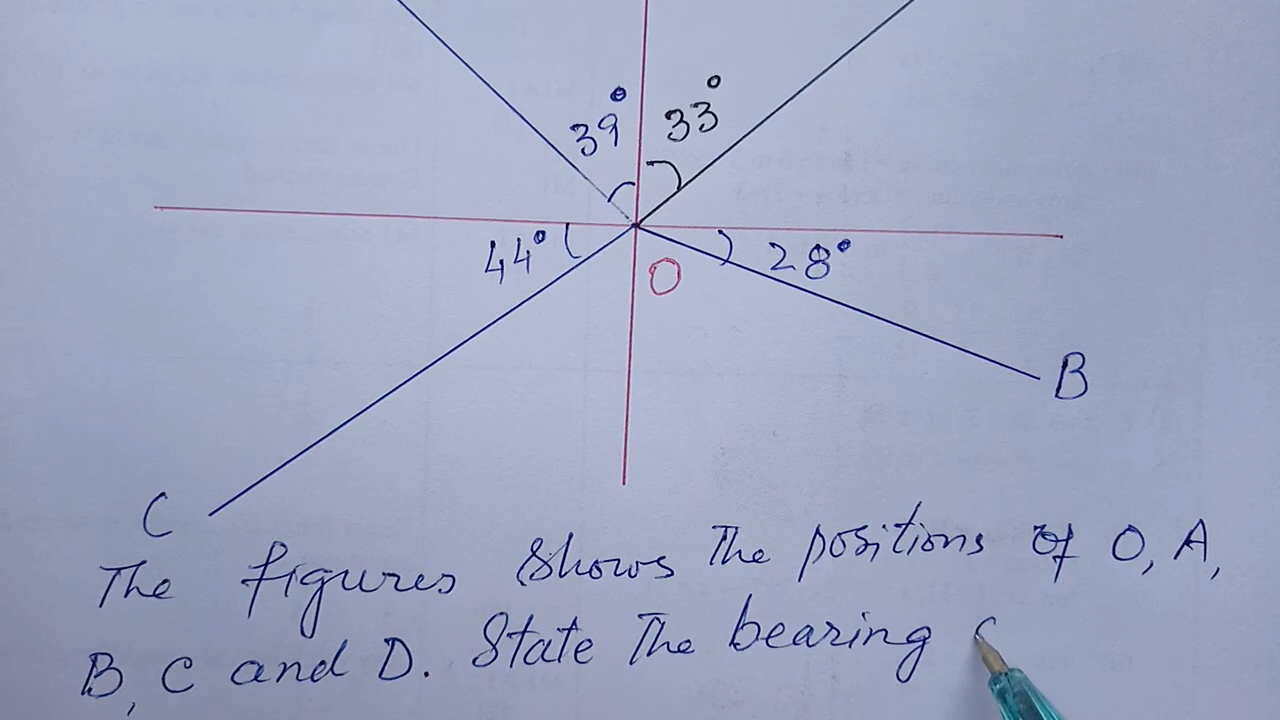 39° 33°
44° 28°
O
B
C
The figures shows The positions of O, A,
B, C and D. State The bearing